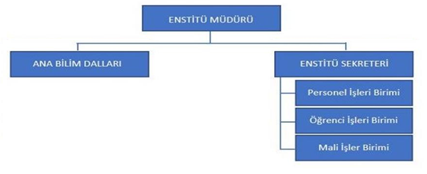 ENSTİTÜ MÜDÜRÜ
ANA BİLİM DALLARI
ENSTİTÜ SEKRETERİ
Personel İşleri Birimi
Öğrenci İşleri Birimi
Mali İşler Birimi